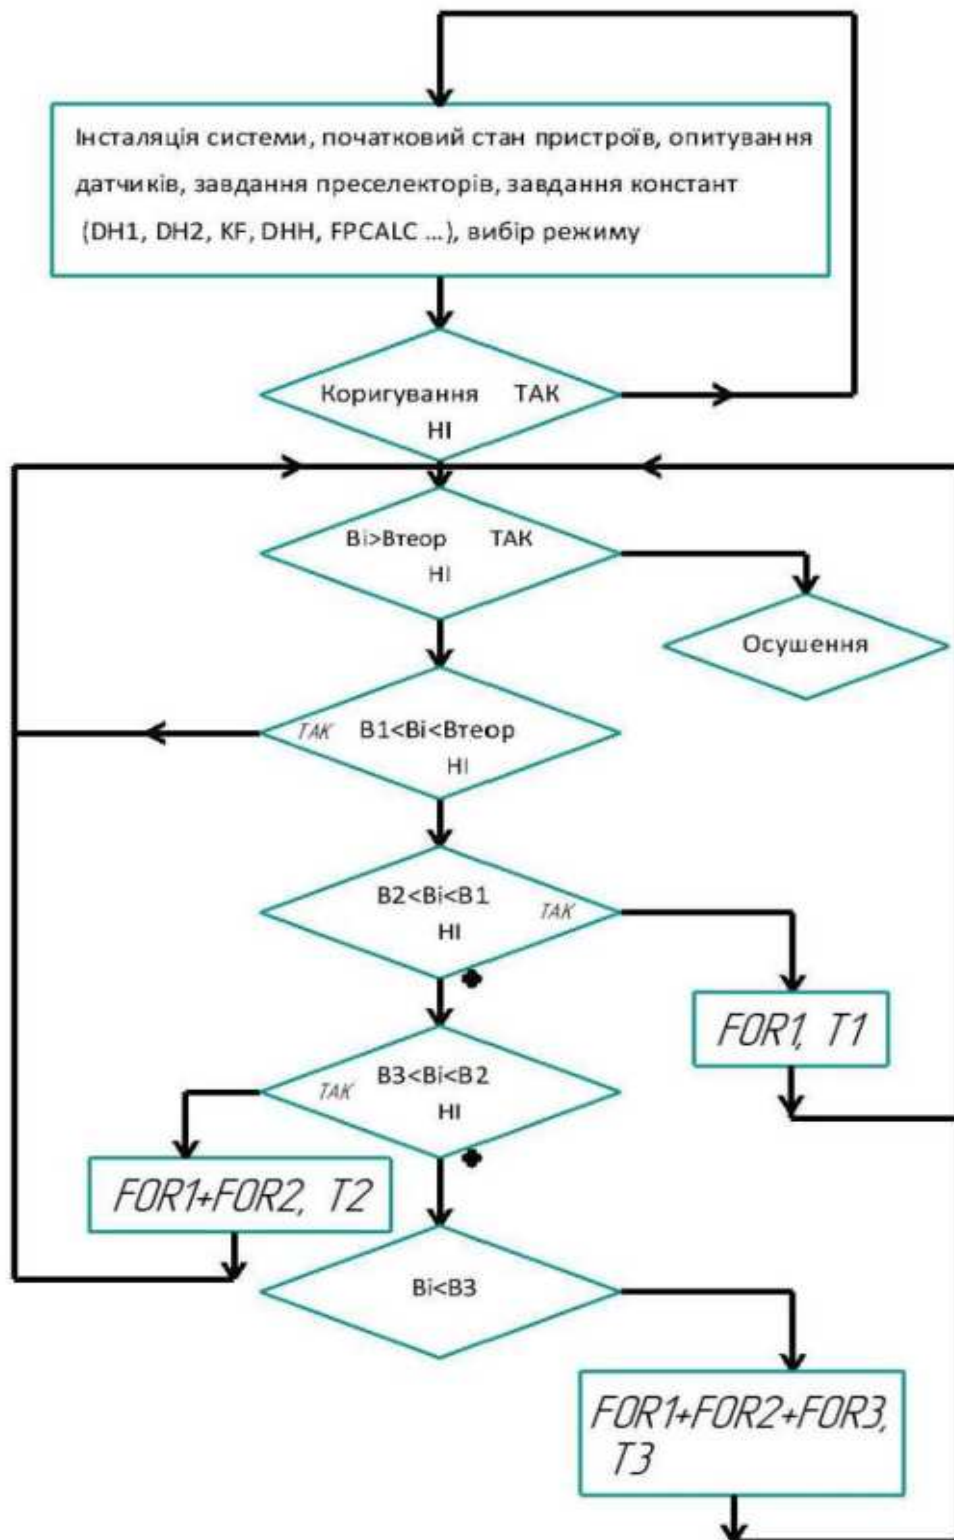 Інсталяція системи, початковий стан пристроїв, опитування
датчиків, завдання преселекторів, завдання констант
(DH1, DH2, KF, DHH, FPCALC ...), вибір режиму
Коригування ТАК
НІ
Ві>Втеор ТАК
НІ
Осушення
ТАК В1<Ві<Втеор
НІ
В2<Ві<В1
ТАК
НІ
FOR1, T1
В3<Ві<В2
ТАК
НІ
FOR1+FOR2, T2
Ві<В3
FOR1+FOR2+FOR3,
T3